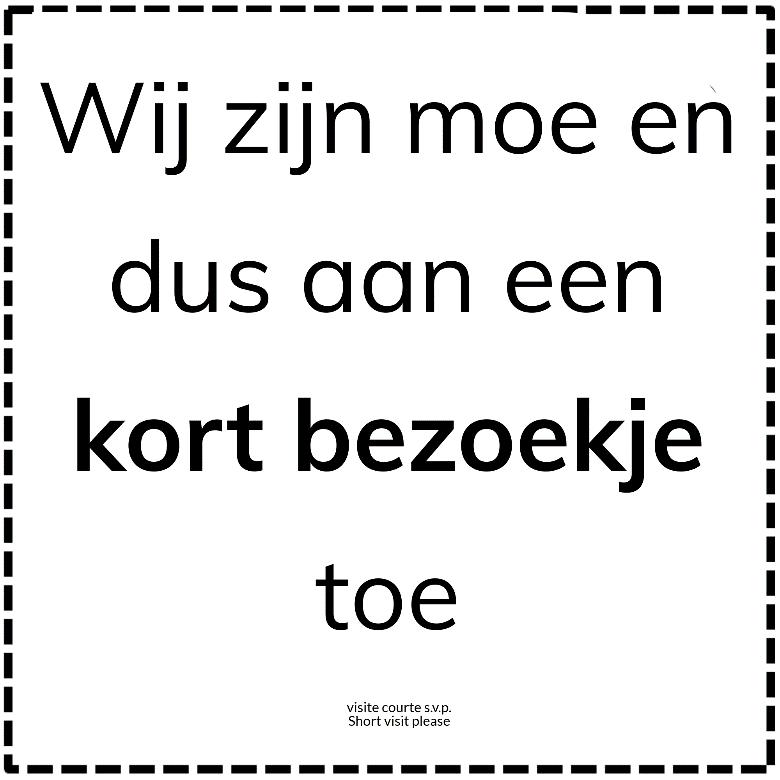 Wij zijn moe en
dus aan een
kort bezoekje
toe
visite courte s.v.p.
Short visit please